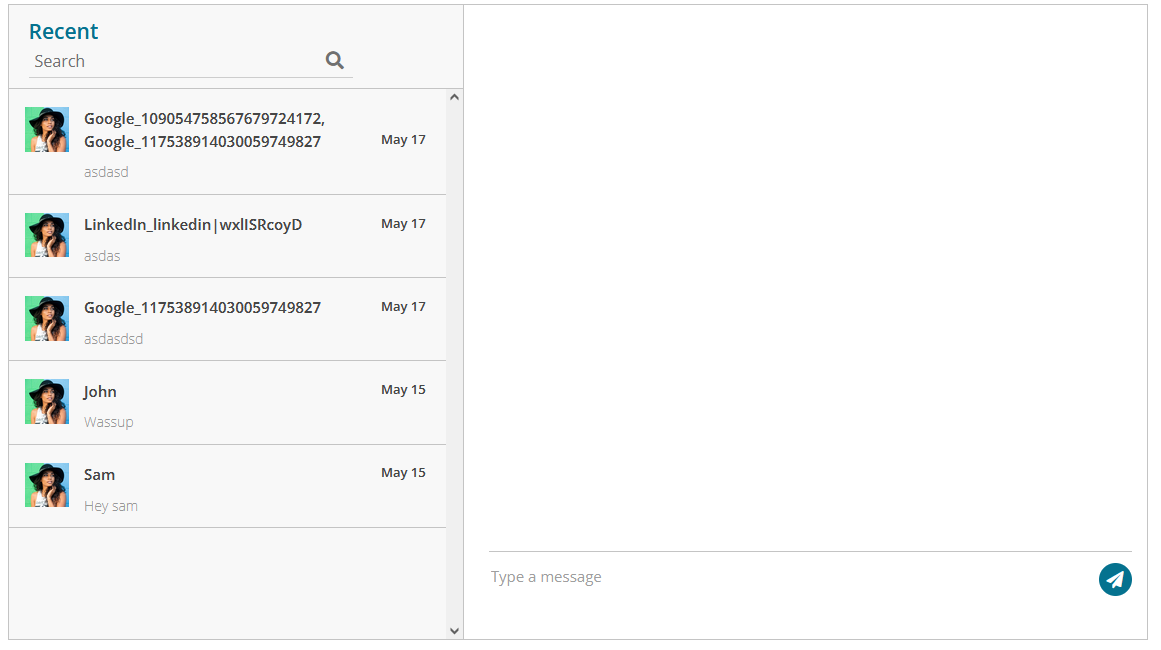 Recent
Search
Google_109054758567679724172,
Google_117538914030059749827
May 17
asdasd
LinkedIn_linkedin|wxlISRcoyD
May 17
asdas
Google_117538914030059749827
May 17
asdasdsd
John
May 15
Wassup
Sam
May 15
Hey sam
Type a message